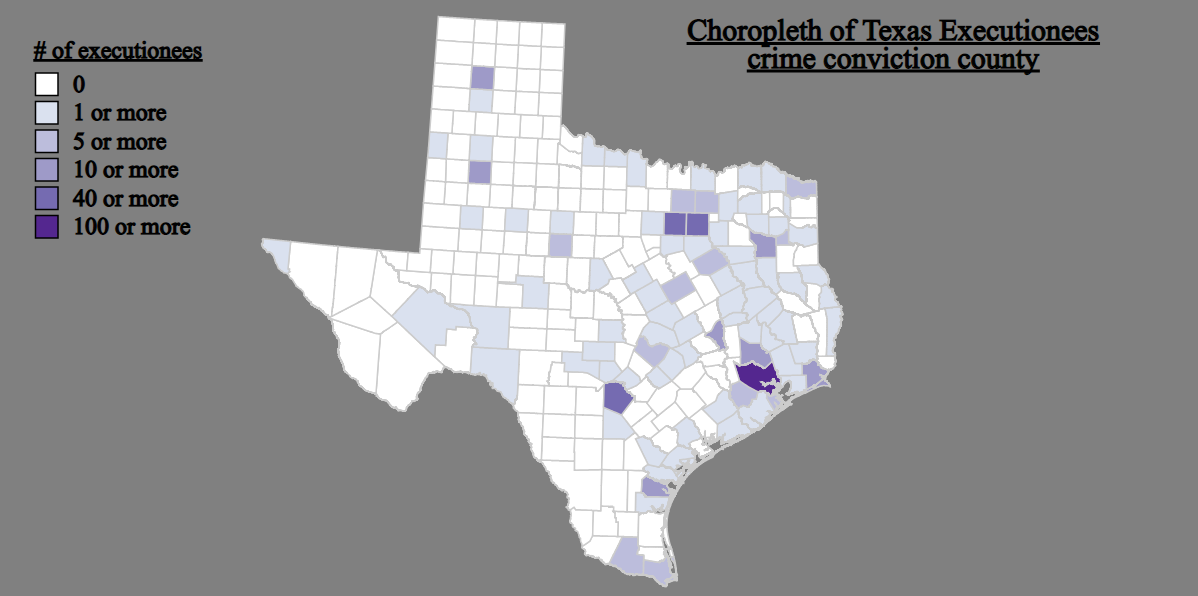 Choropleth of Texas Executionees
crime conviction county
# of executionees
0
1 or more
5 or more
10 or more
40 or more
100 or more